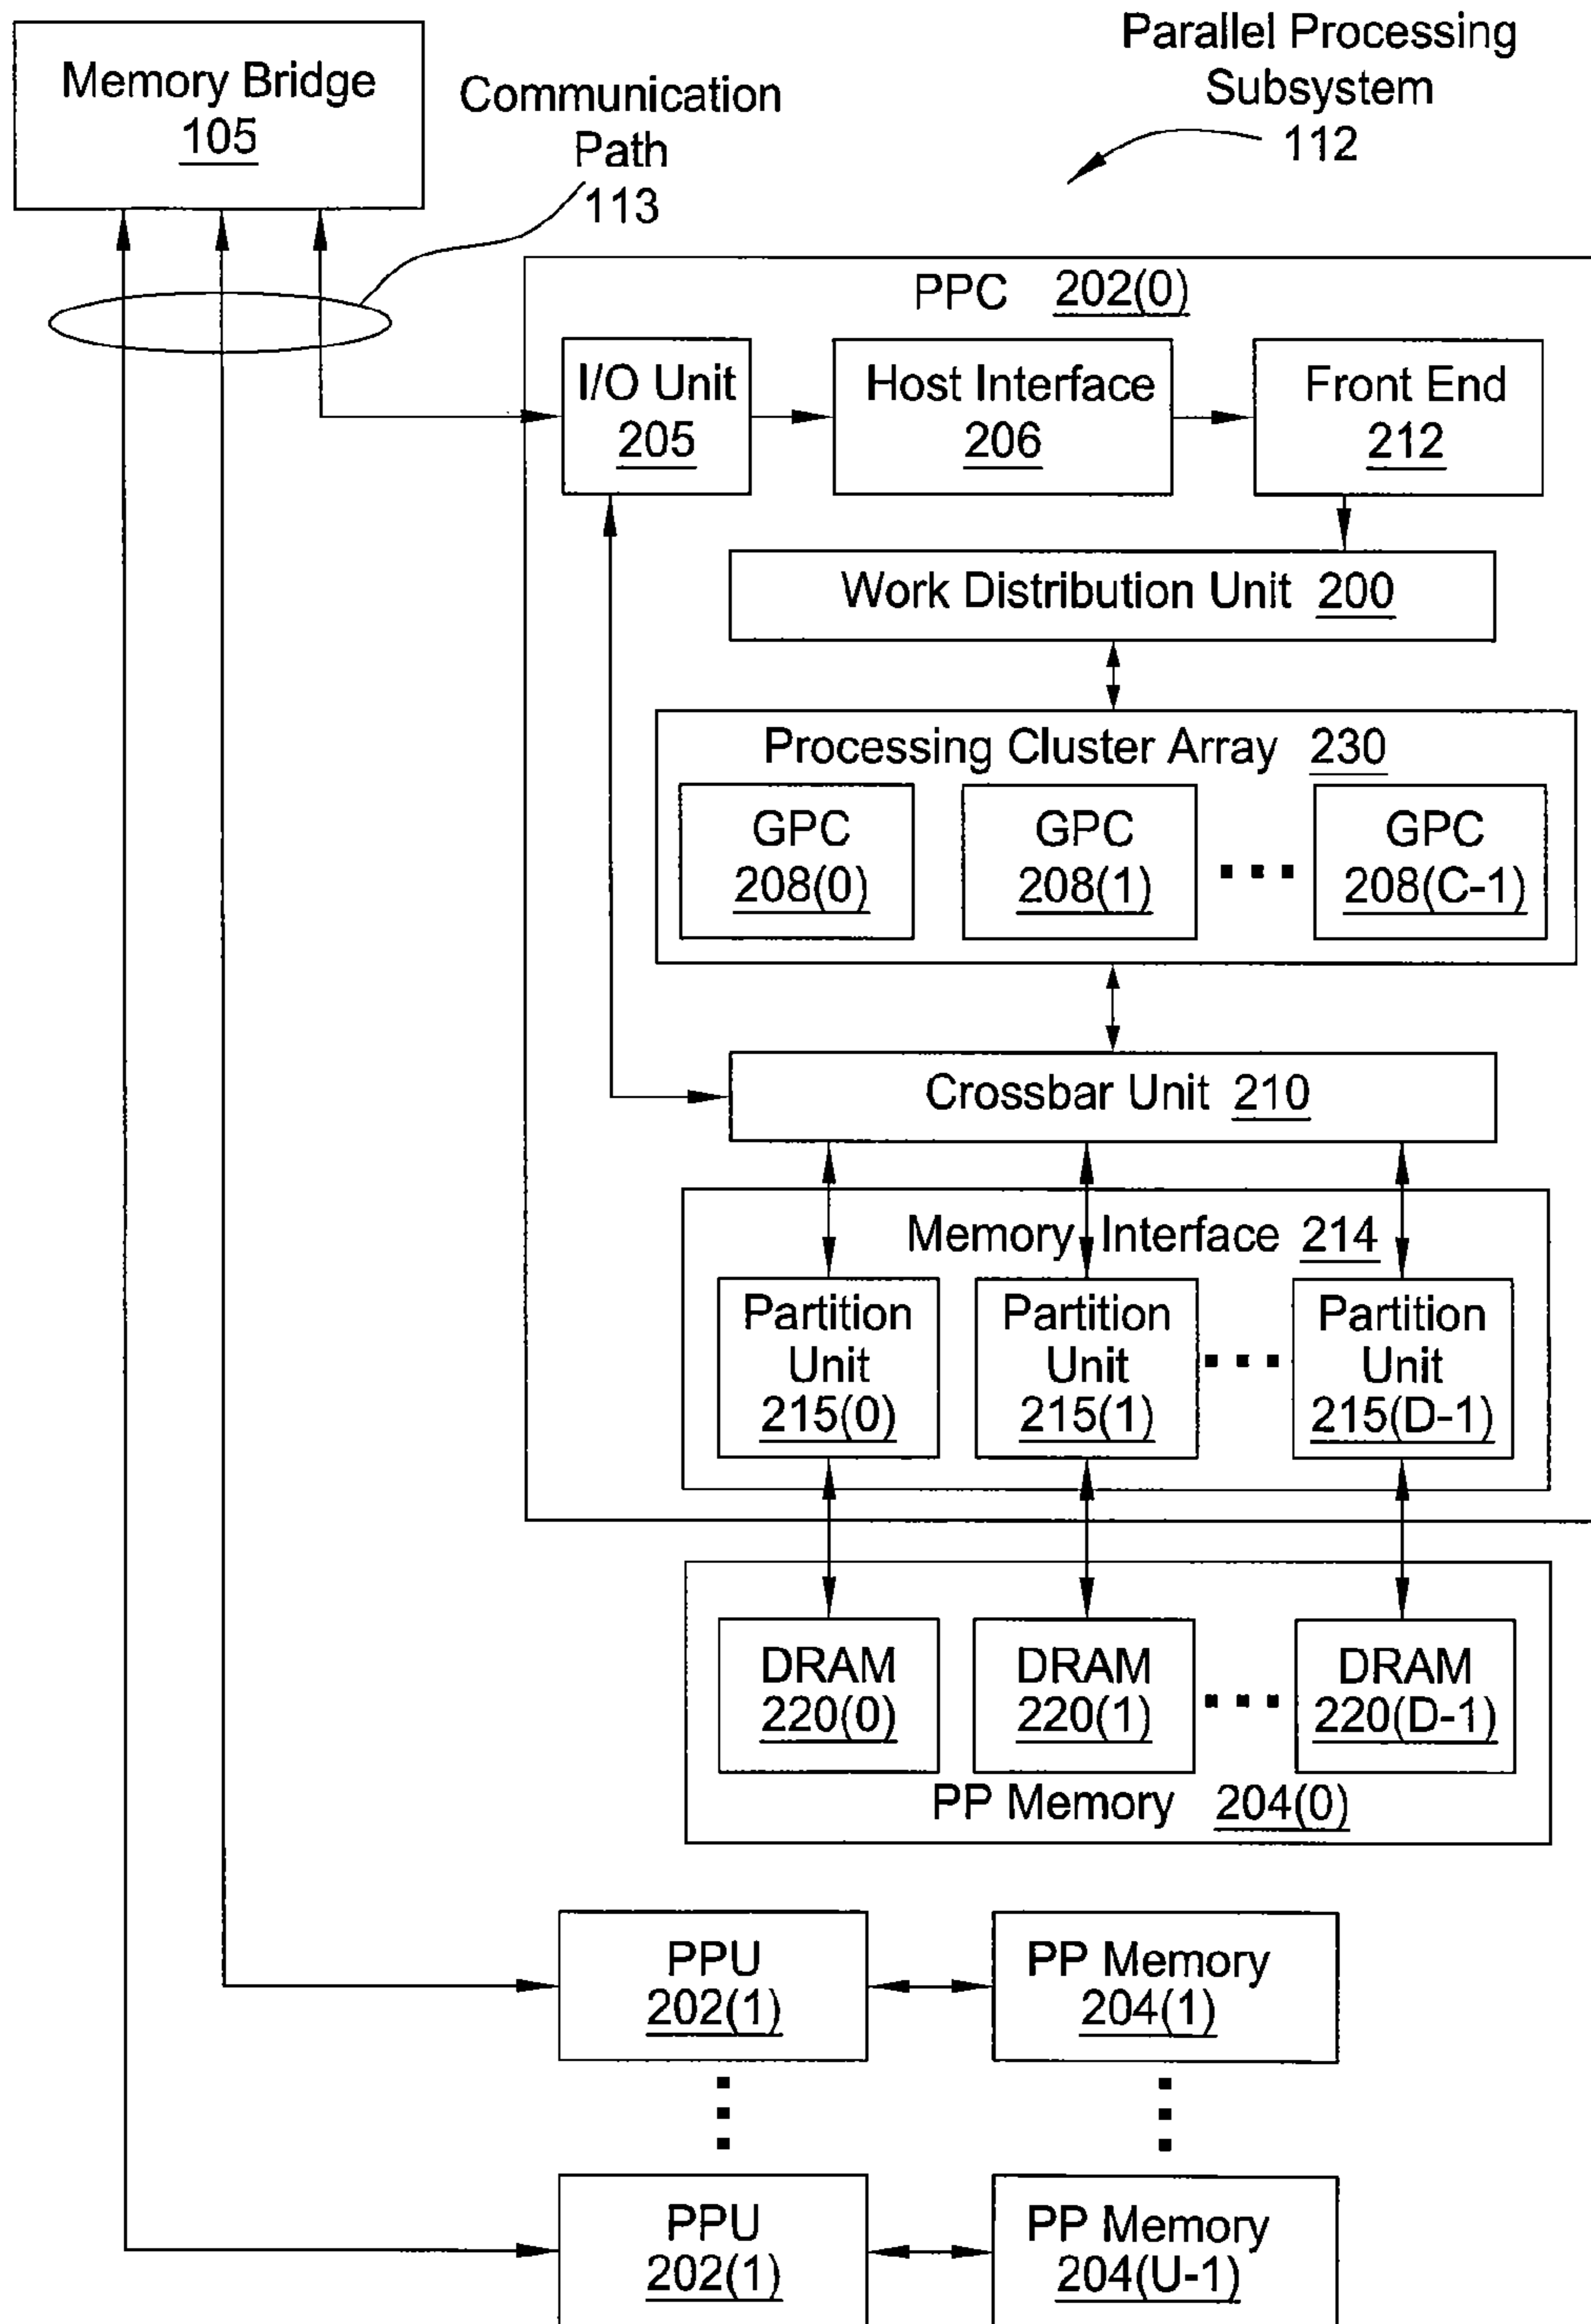 Memory Bridge
105
Communication
Path
113
Parallel Processing
Subsystem
112
PPC 202(0)
I/O Unit
205
Host Interface
206
Front End
212
Work Distribution Unit 200
Processing Cluster Array 230
GPC
208(0)
GPC
208(1)
GPC
208(C-1)
Crossbar Unit 210
Memory Interface 214
Partition
Unit
215(0)
Partition
Unit
215(1)
Partition
Unit
215(D-1)
DRAM
220(0)
DRAM
220(1)
DRAM
220(D-1)
PP Memory 204(0)
PPU
202(1)
PP Memory
204(1)
PPU
202(1)
PP Memory
204(U-1)